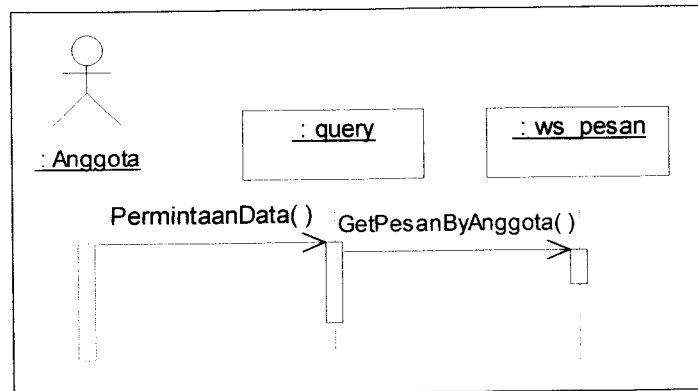 : query
: ws_pesan
: Anggota
PermintaanData( )
GetPesanByAnggota( )